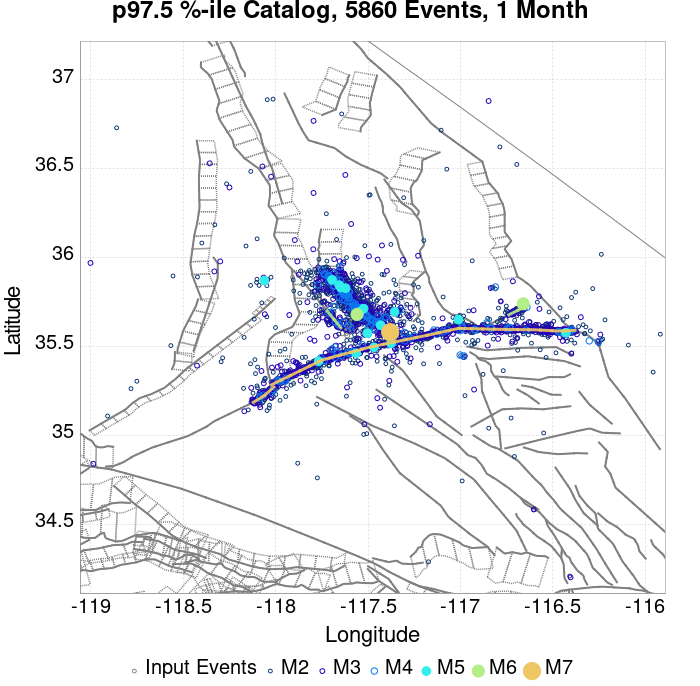 p97.5 %-ile Catalog, 5860 Events, 1 Month
37
36.5
36
35.5
35
34.5
Latitude
-119
-118.5
-118
-117.5
-117
-116.5
-116
Longitude
Input Events
M2
M3
M4
M5
M6
M7